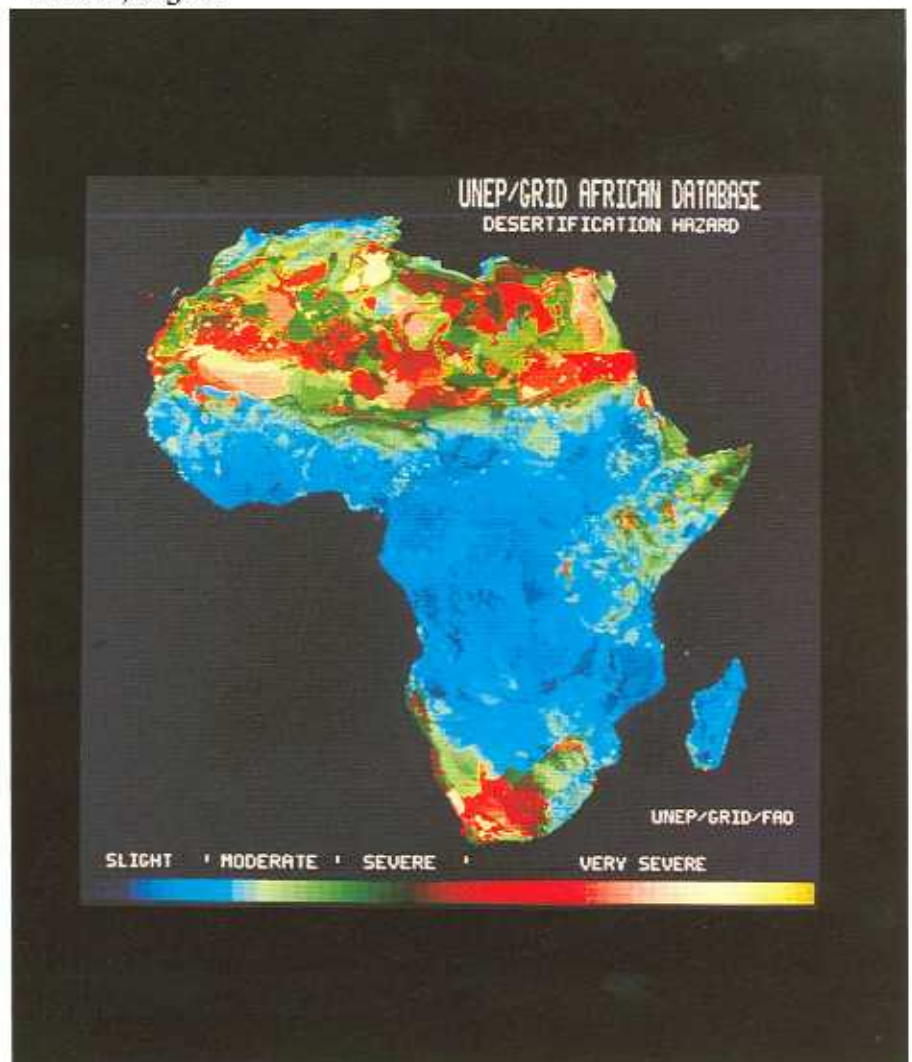 UNEP/GRID AFRICAN DATABASE
DESERTIFICATION HAZARD
UNEP/GRID/FAO
SLIGHT ' MODERATE ' SEVERE ' VERY SEVERE